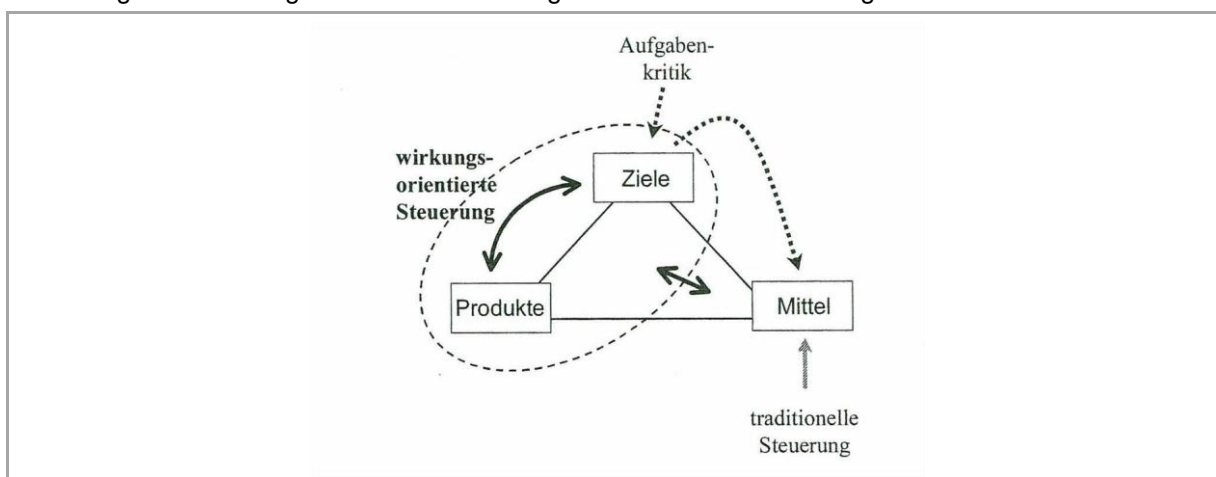 Aufgaben-
kritik
wirkungs-
orientierte
Steuerung
Ziele
Produkte
Mittel
traditionelle
Steuerung